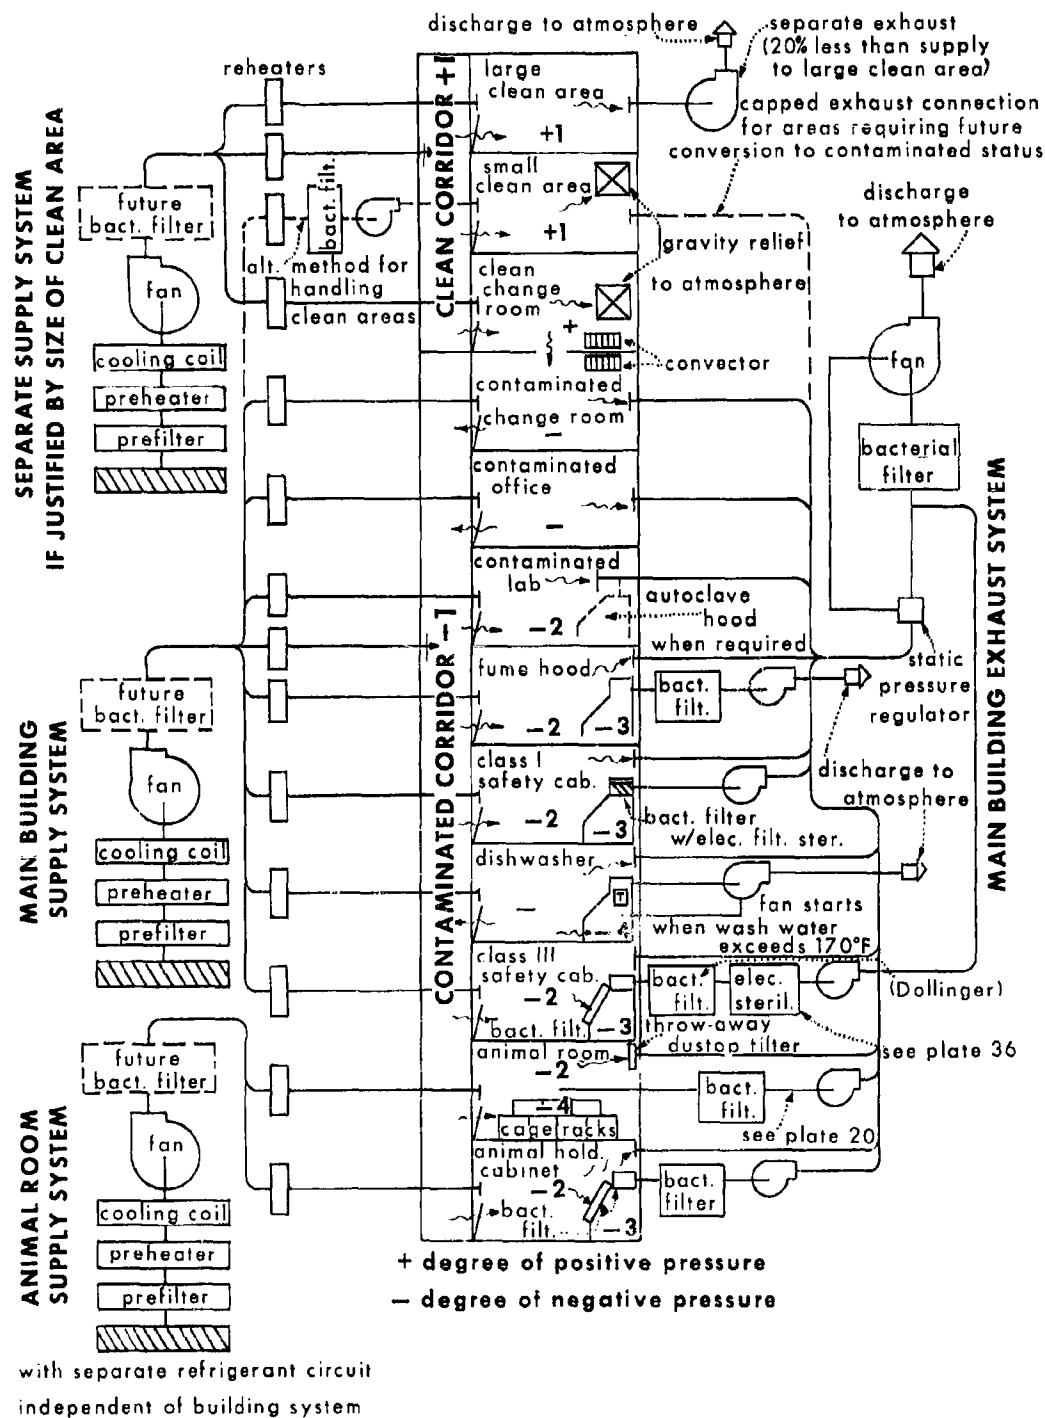 discharge to atmosphere
separate exhaust
(20% less than supply
to large clean area)
reheaters
CLEAN CORRIDOR +1
large
clean area
+1
capped exhaust connection
for areas requiring future
conversion to contaminated status
SEPARATE SUPPLY SYSTEM
IF JUSTIFIED BY SIZE OF CLEAN AREA
future
bact. filter
fan
cooling coil
preheater
prefilter
bact. filt.
alt. method for
handling
clean areas
small
clean area
+1
gravity relief
to atmosphere
discharge
to atmosphere
clean
change
room
+
convector
fan
bacterial
filter
contaminated
change room
−
contaminated
office
−
MAIN BUILDING EXHAUST SYSTEM
CONTAMINATED CORRIDOR −1
contaminated
lab
−2
autoclave
hood
when required
static
pressure
regulator
MAIN BUILDING
SUPPLY SYSTEM
future
bact. filter
fan
cooling coil
preheater
prefilter
fume hood
−2
−3
bact.
filt.
discharge to
atmosphere
class I
safety cab.
−2
−3
bact. filter
w/elec. filt. ster.
dishwasher
T
−
−
fan starts
when wash water
exceeds 170°F
class III
safety cab.
−2
bact. filt.
−3
bact.
filt.
elec.
steril.
(Dollinger)
throw-away
dustop filter
see plate 36
ANIMAL ROOM
SUPPLY SYSTEM
future
bact. filter
fan
cooling coil
preheater
prefilter
animal room
−2
−4
cage racks
bact.
filt.
see plate 20
animal hold.
cabinet
−2
bact.
filt.
−3
bact.
filter
+ degree of positive pressure
− degree of negative pressure
with separate refrigerant circuit
independent of building system